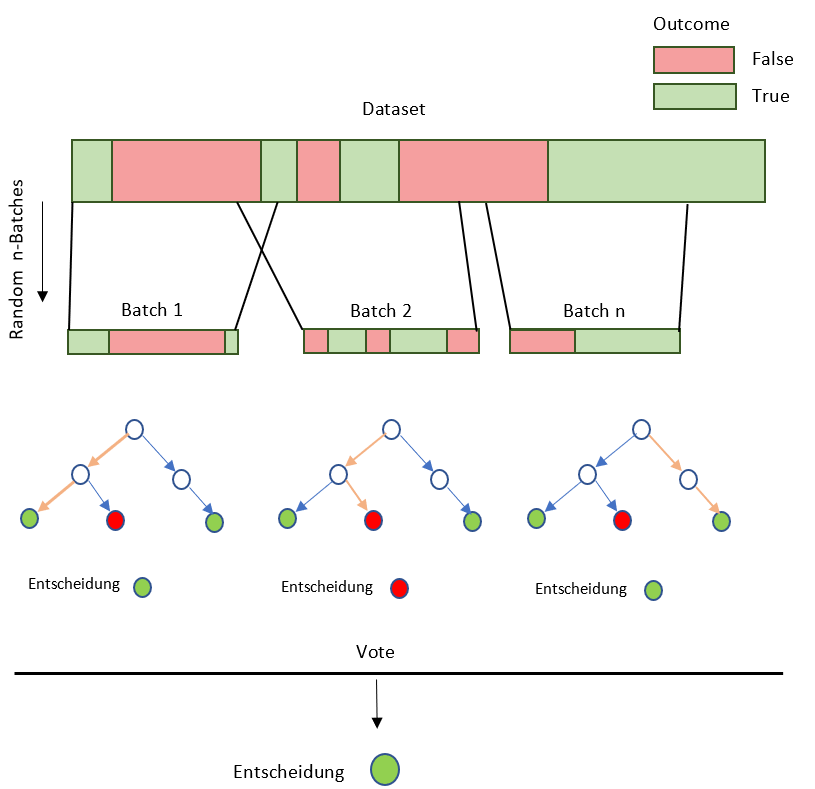 Outcome
False
True
Dataset
Random n-Batches
Batch 1
Batch 2
Batch n
Entscheidung
Entscheidung
Entscheidung
Vote
Entscheidung